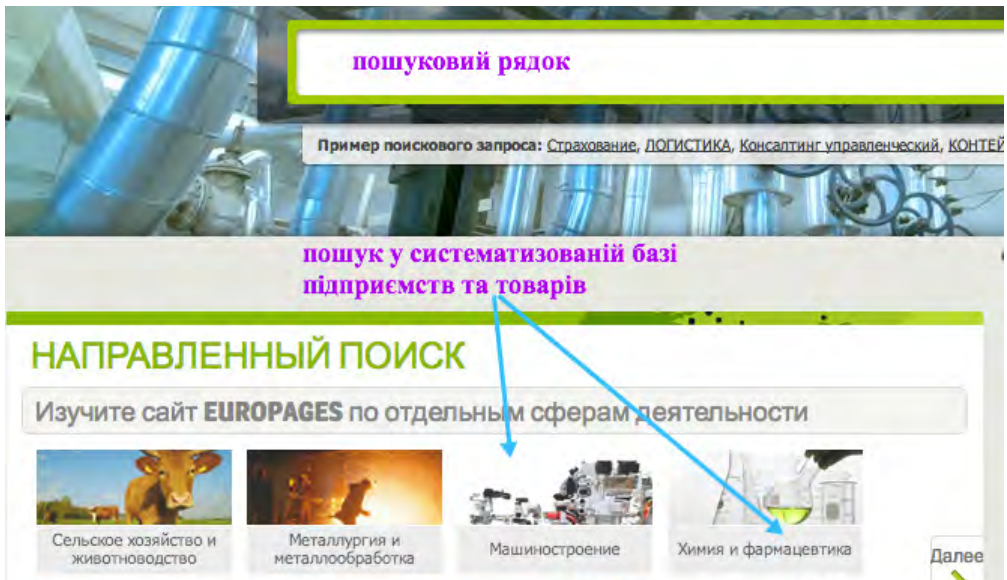 пошуковий рядок
Пример поискового запроса: Страхование, ЛОГИСТИКА, Консалтинг управленческий, КОНТЕЙ
пошук у систематизованій базі
підприємств та товарів
НАПРАВЛЕННЫЙ ПОИСК
Изучите сайт EUROPAGES по отдельным сферам деятельности
Сельское хозяйство и
животноводство
Металлургия и
металлообработка
Машиностроение
Химия и фармацевтика
Далее